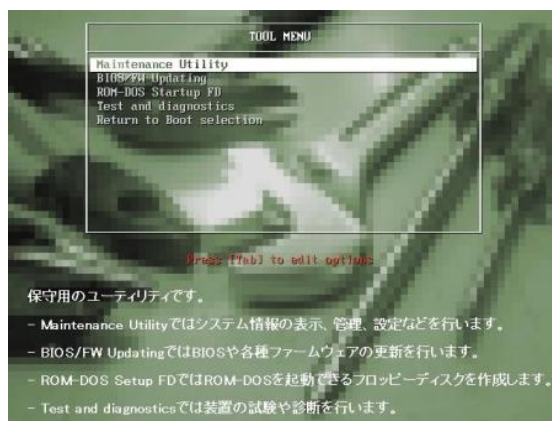 TOOL MENU
Maintenance Utility
BIOS/FW Updating
ROM-DOS Startup FD
Test and diagnostics
Return to Boot selection
Press [Tab] to edit options
保守用のユーティリティです。
- Maintenance Utilityではシステム情報の表示、管理、設定などを行います。
- BIOS/FW UpdatingではBIOSや各種ファームウェアの更新を行います。
- ROM-DOS Setup FDではROM-DOSを起動できるフロッピーディスクを作成します。
- Test and diagnosticsでは装置の試験や診断を行います。